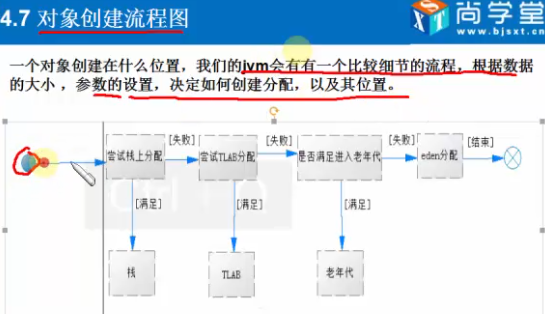 4.7 对象创建流程图
尚学堂
www.bjsxt.cn
一个对象创建在什么位置，我们的jvm会有有一个比较细节的流程，根据数据
的大小，参数的设置，决定如何创建分配，以及其位置。
尝试栈上分配
[失败]
尝试TLAB分配
[失败]
是否满足进入老年代
[失败]
eden分配
[结束]
[满足]
[满足]
[满足]
栈
TLAB
老年代